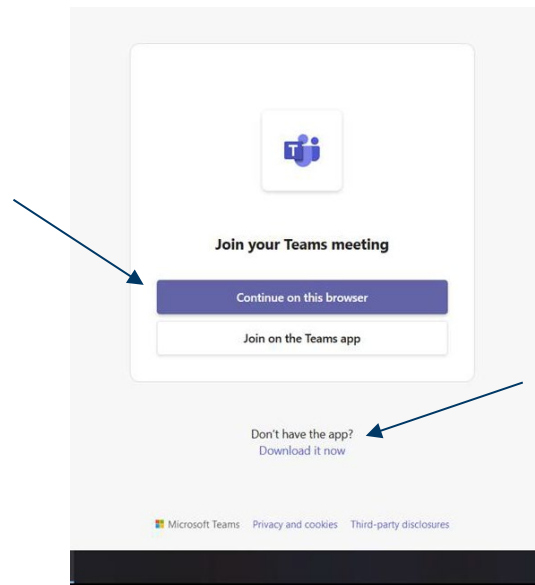 T
Join your Teams meeting
Continue on this browser
Join on the Teams app
Don't have the app?
Download it now
Microsoft Teams Privacy and cookies Third-party disclosures